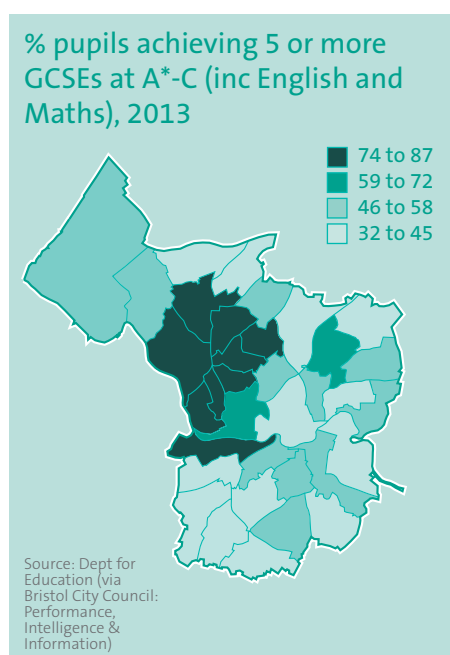 % pupils achieving 5 or more
GCSEs at A*-C (inc English and
Maths), 2013
74 to 87
59 to 72
46 to 58
32 to 45
Source: Dept for
Education (via
Bristol City Council:
Performance,
Intelligence &
Information)